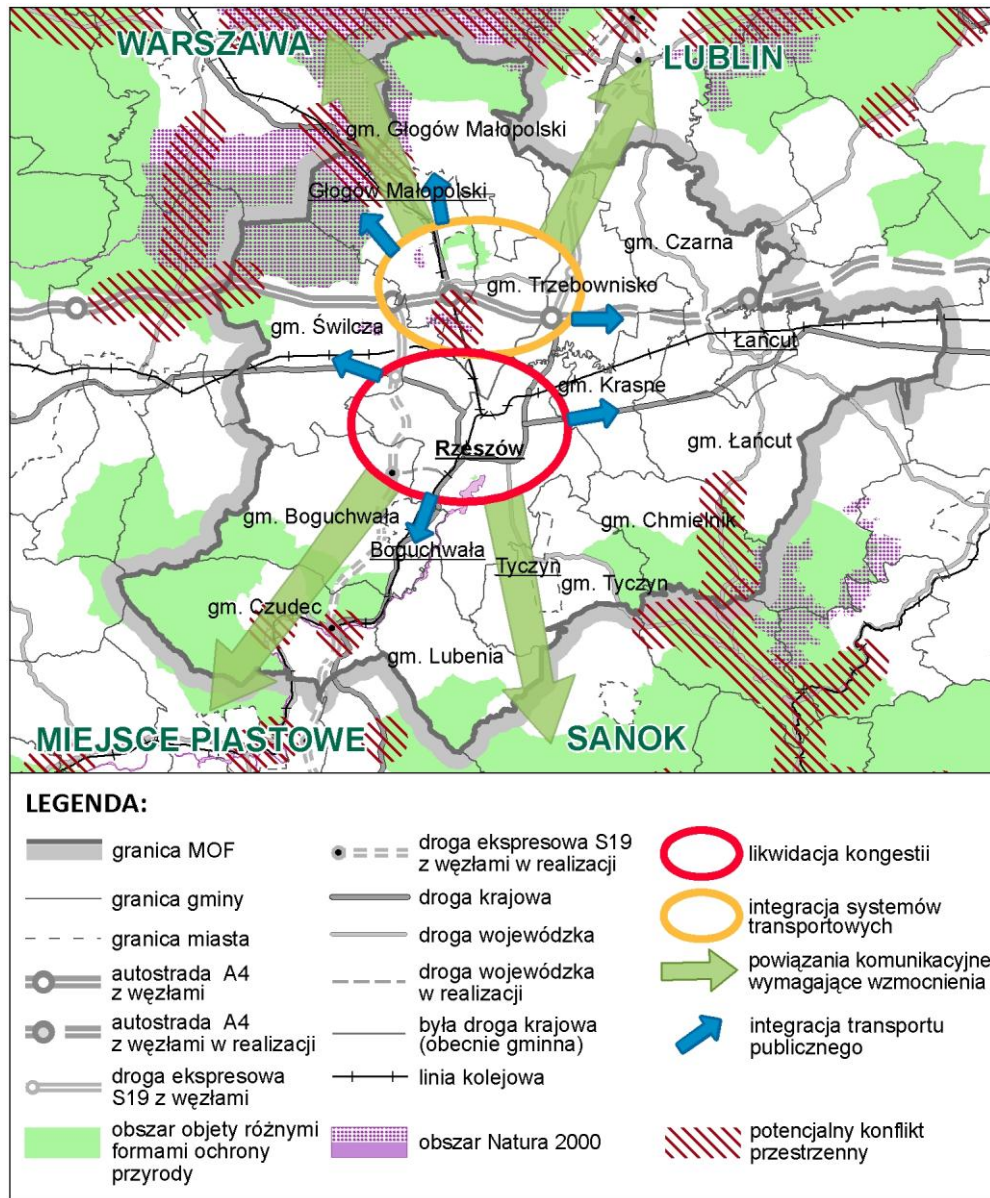 WARSZAWA
LUBLIN
gm. Głogów Małopolski
Głogów Małopolski
gm. Czarna
gm. Trzebownisko
gm. Świlcza
Łańcut
gm. Krasne
Rzeszów
gm. Łańcut
gm. Boguchwała
gm. Chmielnik
Boguchwała
Tyczyn
gm. Tyczyn
gm. Czudec
gm. Lubenia
MIEJSCE PIASTOWE
SANOK
LEGENDA:
granica MOF
granica gminy
granica miasta
autostrada A4
z węzłami
autostrada A4
z węzłami w realizacji
droga ekspresowa
S19 z węzłami
obszar objety różnymi
formami ochrony
przyrody
droga ekspresowa S19
z węzłami w realizacji
droga krajowa
droga wojewódzka
droga wojewódzka
w realizacji
była droga krajowa
(obecnie gminna)
linia kolejowa
obszar Natura 2000
likwidacja kongestii
integracja systemów
transportowych
powiązania komunikacyjne
wymagające wzmocnienia
integracja transportu
publicznego
potencjalny konflikt
przestrzenny